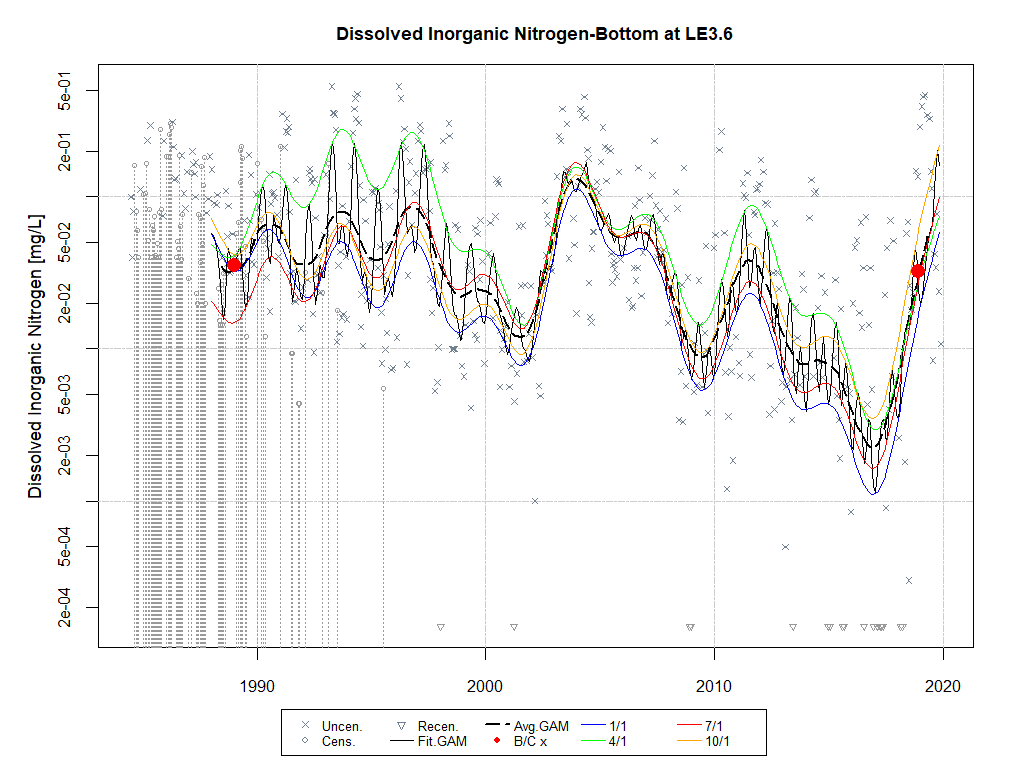 Dissolved Inorganic Nitrogen-Bottom at LE3.6
Dissolved Inorganic Nitrogen [mg/L]
5e-01
2e-01
5e-02
2e-02
5e-03
2e-03
5e-04
2e-04
1990 2000 2010 2020
Uncen. Recen. Avg.GAM 1/1 7/1
Cens. Fit.GAM B/C x 4/1 10/1